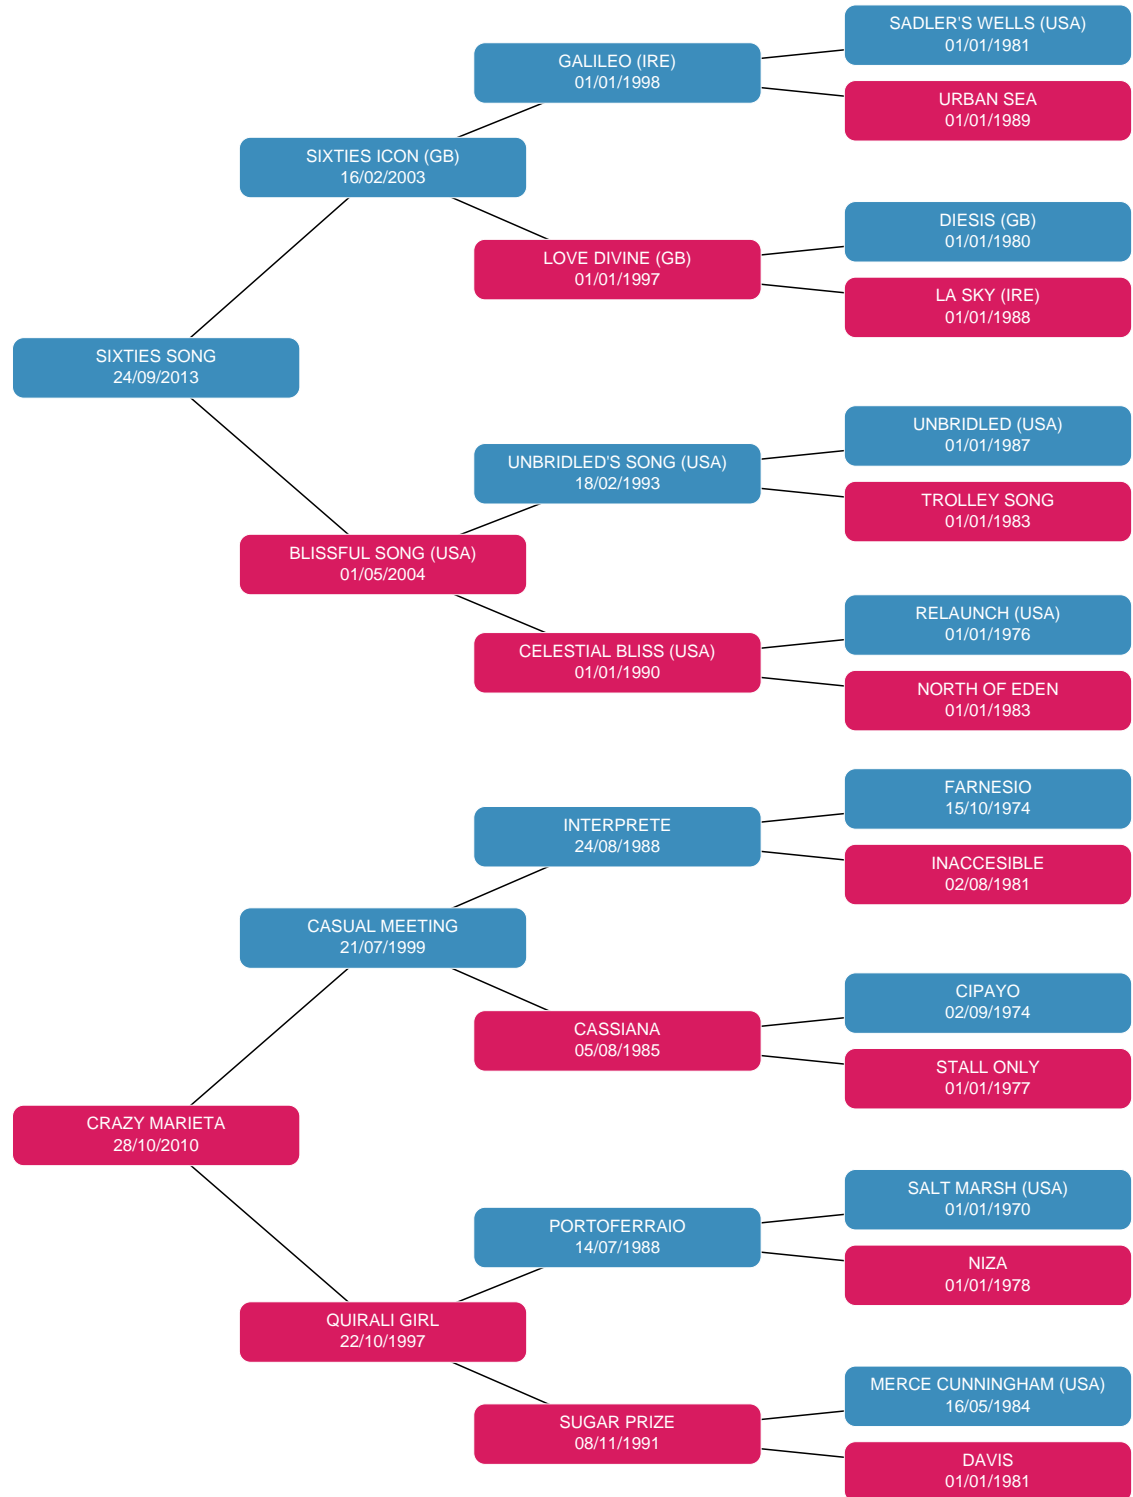 SADLER'S WELLS (USA)
01/01/1981
GALILEO (IRE)
01/01/1998
URBAN SEA
01/01/1989
SIXTIES ICON (GB)
16/02/2003
DIESIS (GB)
01/01/1980
LOVE DIVINE (GB)
01/01/1997
LA SKY (IRE)
01/01/1988
SIXTIES SONG
24/09/2013
UNBRIDLED (USA)
01/01/1987
UNBRIDLED'S SONG (USA)
18/02/1993
TROLLEY SONG
01/01/1983
BLISSFUL SONG (USA)
01/05/2004
RELAUNCH (USA)
01/01/1976
CELESTIAL BLISS (USA)
01/01/1990
NORTH OF EDEN
01/01/1983
FARNESIO
15/10/1974
INTERPRETE
24/08/1988
INACCESIBLE
02/08/1981
CASUAL MEETING
21/07/1999
CIPAYO
02/09/1974
CASSIANA
05/08/1985
STALL ONLY
01/01/1977
CRAZY MARIETA
28/10/2010
SALT MARSH (USA)
01/01/1970
PORTOFERRAIO
14/07/1988
NIZA
01/01/1978
QUIRALI GIRL
22/10/1997
MERCE CUNNINGHAM (USA)
16/05/1984
SUGAR PRIZE
08/11/1991
DAVIS
01/01/1981